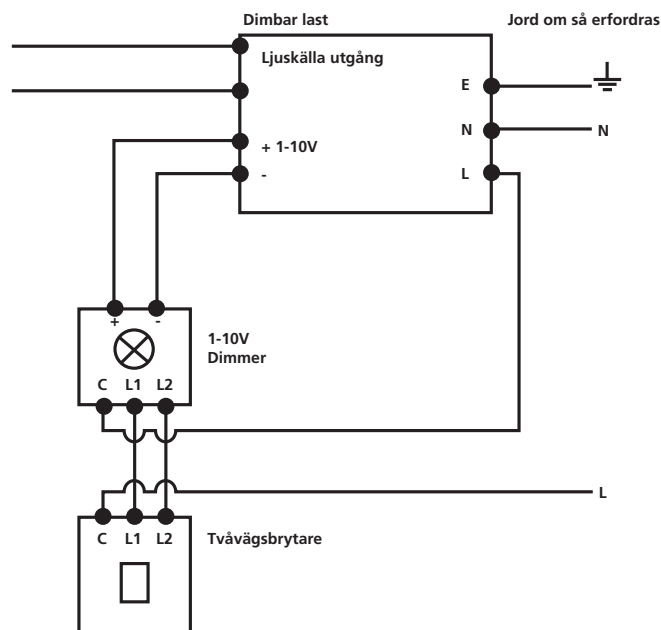 Dimbar last
Jord om så erfordras
Ljuskälla utgång
E
N
N
+ 1-10V
-
L
+ -
1-10V
Dimmer
C L1 L2
L
C L1 L2
Tvåvägsbrytare